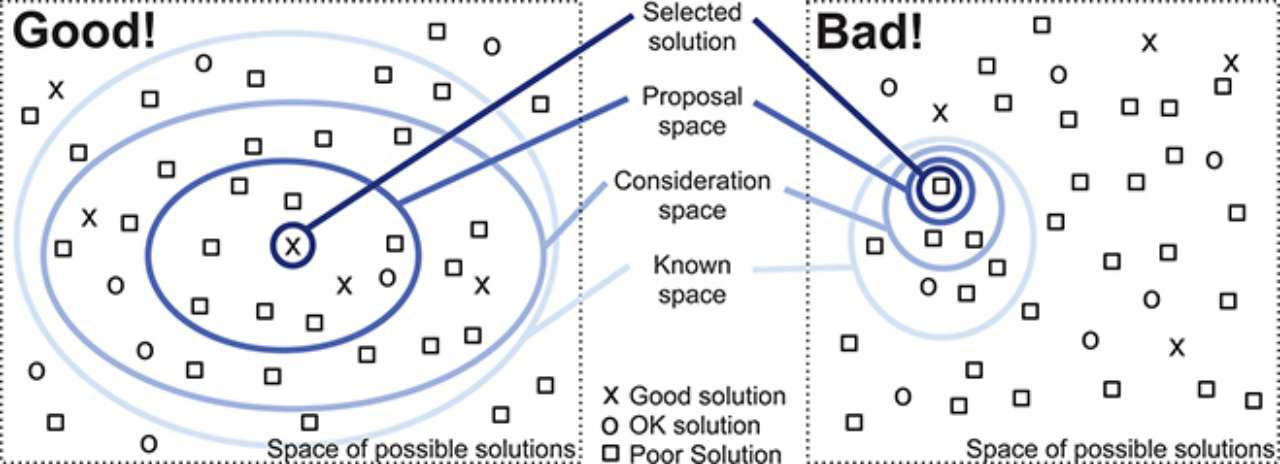 Good!
Selected
solution
Proposal
space
Consideration
space
Known
space
X Good solution
O OK solution
□ Poor Solution
Space of possible solutions
Bad!
Space of possible solutions